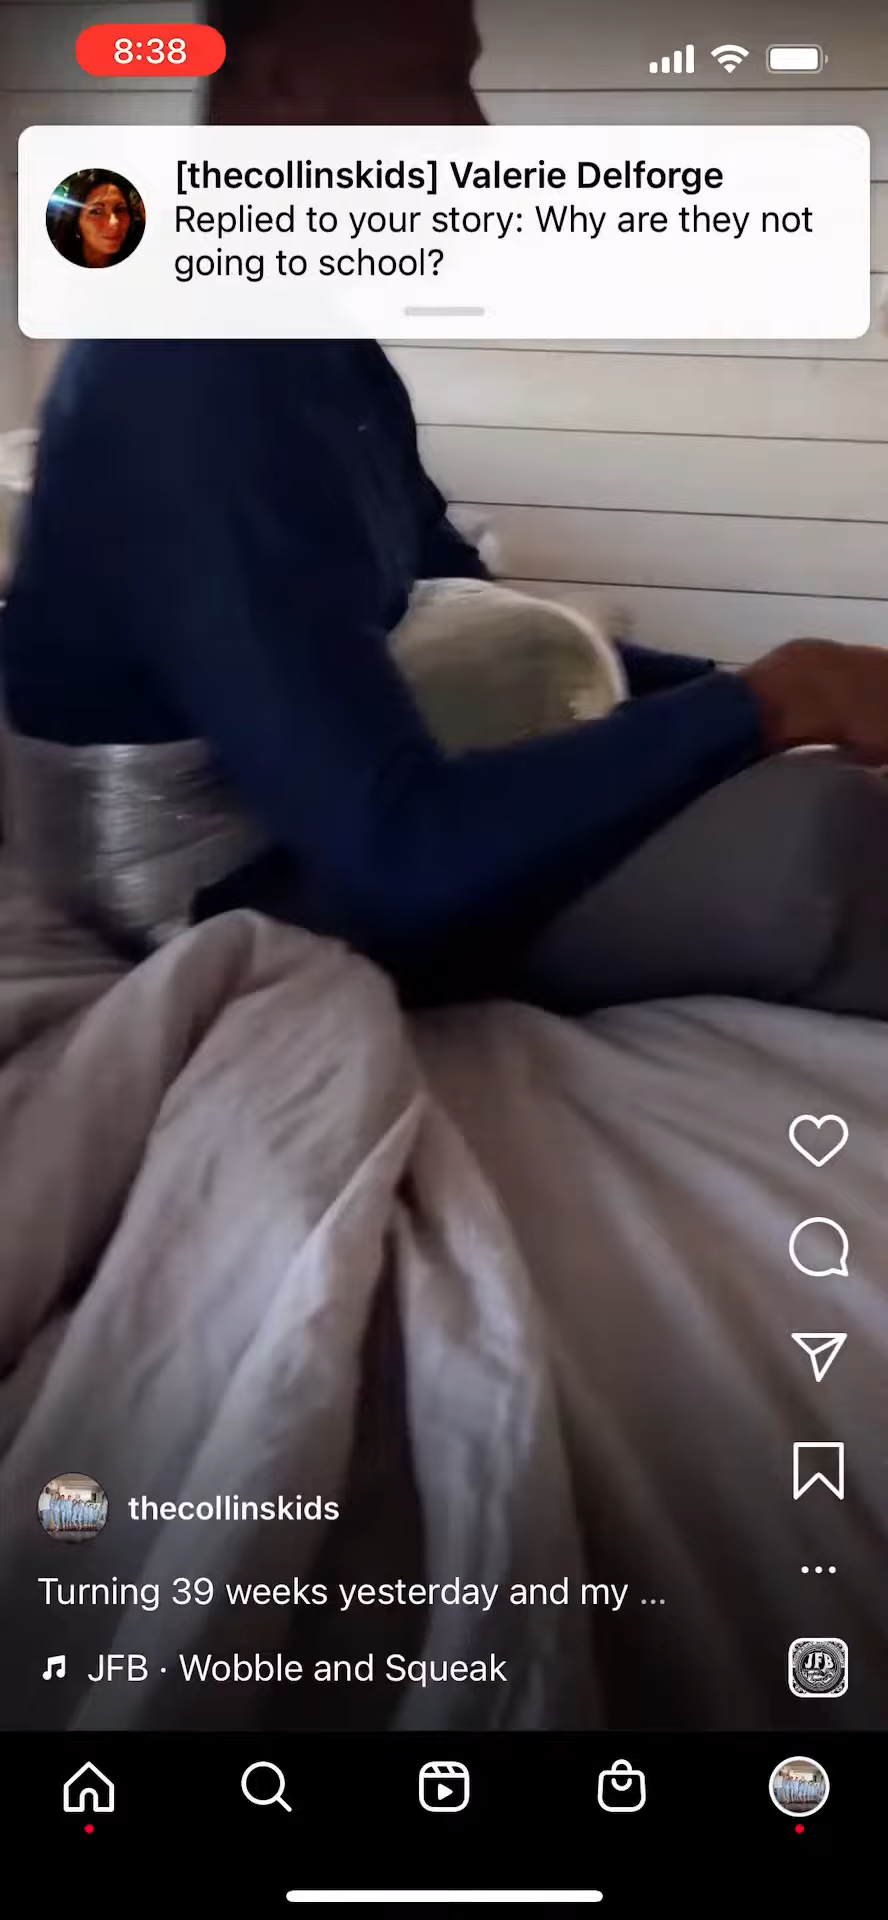 8:38
[thecollinskids] Valerie Delforge
Replied to your story: Why are they not
going to school?
thecollinskids
Turning 39 weeks yesterday and my ...
JFB · Wobble and Squeak
JFB